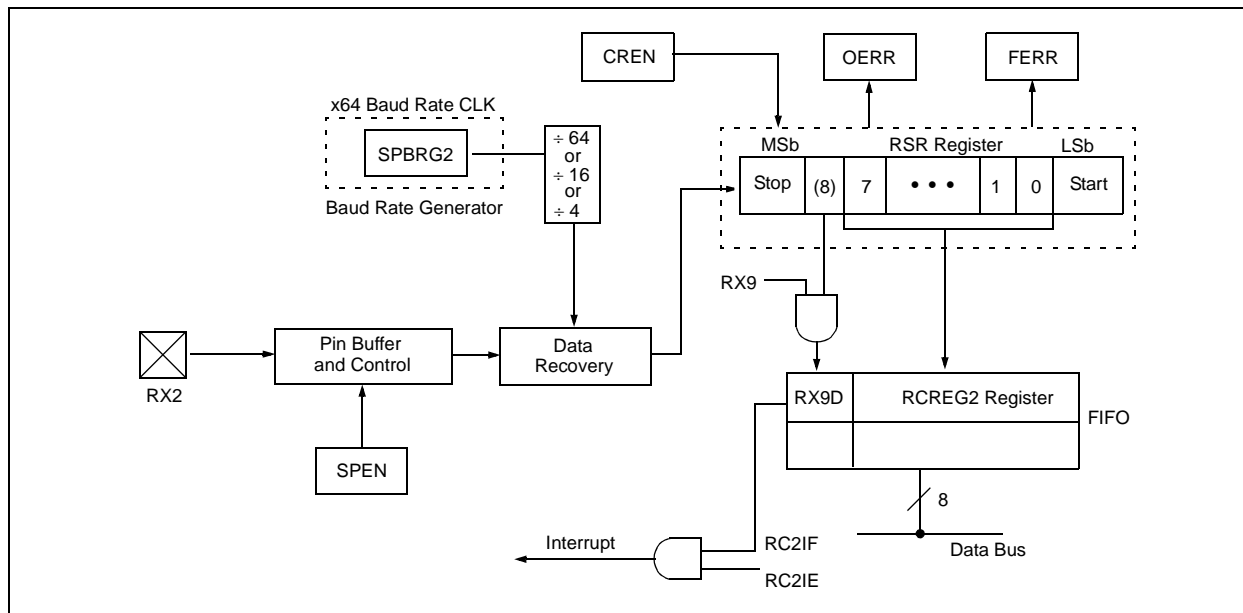 CREN
OERR
FERR
x64 Baud Rate CLK
SPBRG2
Baud Rate Generator
÷ 64
or
÷ 16
or
÷ 4
MSb
RSR Register
LSb
Stop
(8)
7
• • •
1
0
Start
RX9
RX2
Pin Buffer
and Control
Data
Recovery
SPEN
RX9D
RCREG2 Register
FIFO
8
Data Bus
Interrupt
RC2IF
RC2IE